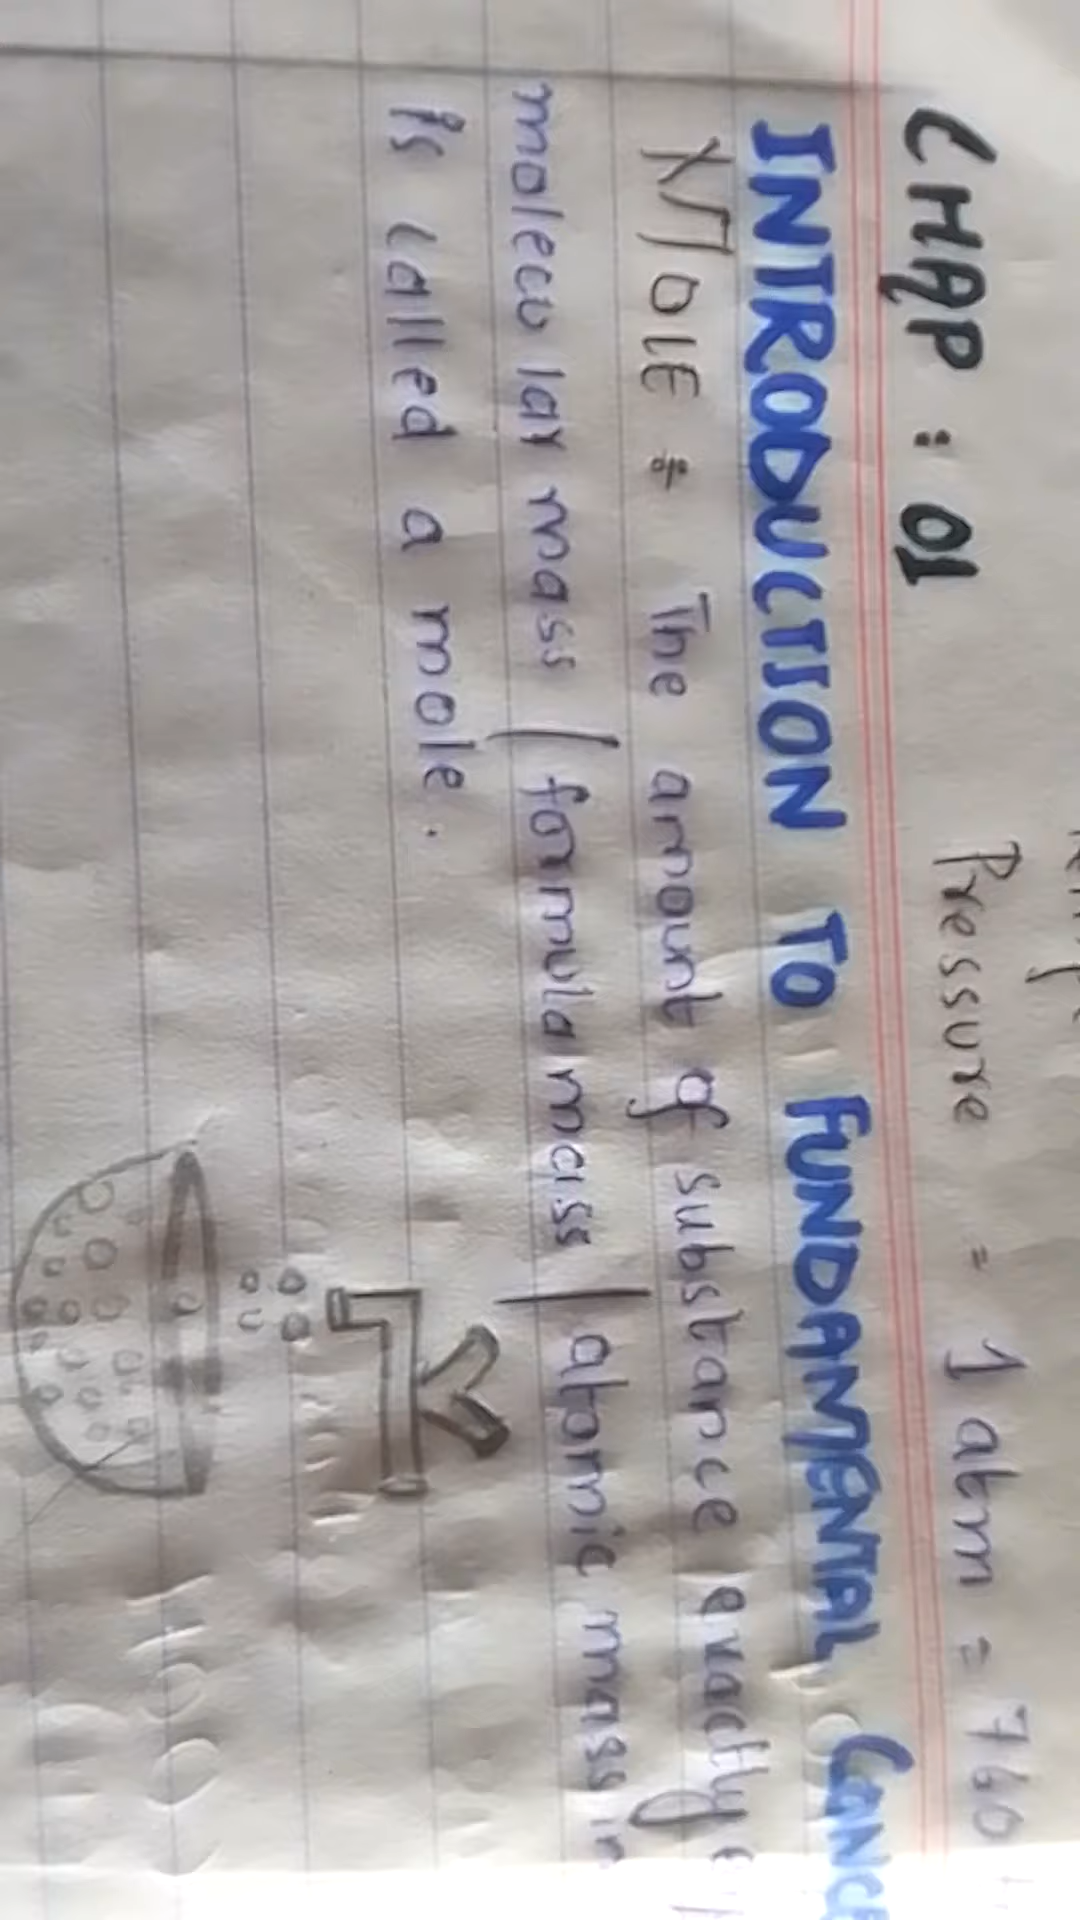 Pressure = 1 atm = 760
CHAP : 01
INTRODUCTION TO FUNDAMENTAL
MOLE ÷ The amount of substance exactly
molecular mass / formula mass / atomic mass in
is called a mole.